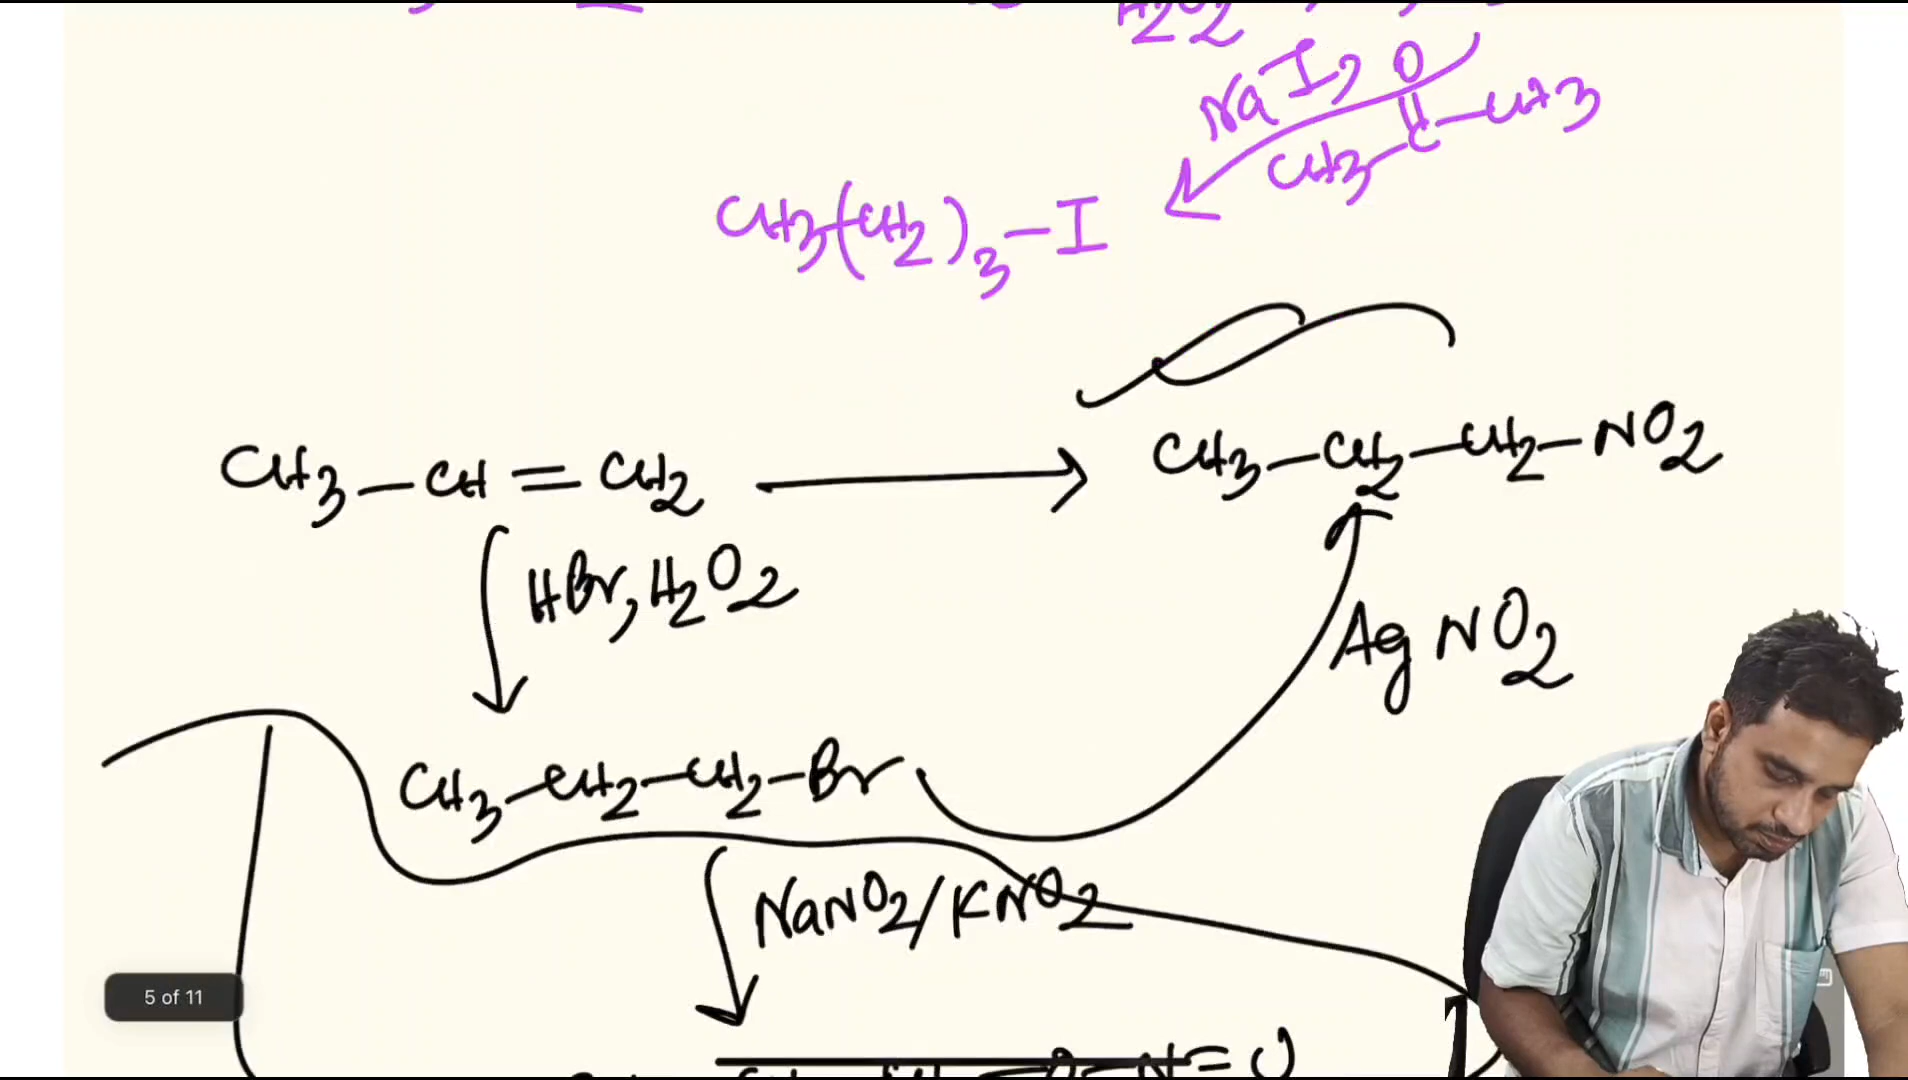 H2O2
NaI, O
CH3-C-CH3
CH3(CH2)3-I
CH3-CH=CH2 → CH3-CH2-CH2-NO2
HBr, H2O2
AgNO2
CH3-CH2-CH2-Br
NaNO2/KNO2
5 of 11
O-N=O